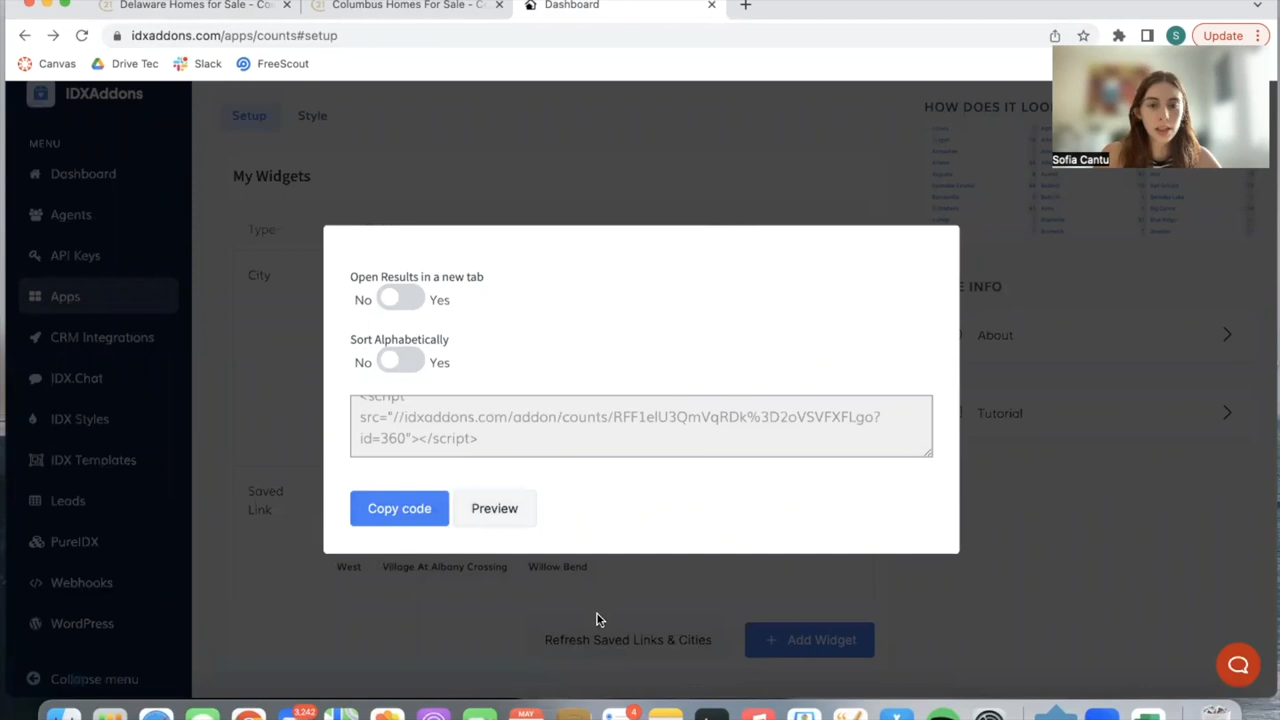 Delaware Homes for Sale - Co
Columbus Homes For Sale - C
Dashboard
idxaddons.com/apps/counts#setup
S
Update
Canvas
Drive Tec
Slack
FreeScout
IDXAddons
MENU
Dashboard
Agents
API Keys
Apps
CRM Integrations
IDX.Chat
IDX Styles
IDX Templates
Leads
PureIDX
Webhooks
WordPress
Collapse menu
Setup
Style
My Widgets
Type
City
Saved
Link
Open Results in a new tab
No
Yes
Sort Alphabetically
No
Yes
<script
src="//idxaddons.com/addon/counts/RFF1elU3QmVqRDk%3D2oVSVFXFLgo?
id=360"></script>
Copy code
Preview
West
Village At Albany Crossing
Willow Bend
Refresh Saved Links & Cities
+ Add Widget
HOW DOES IT LOO
Sofia Cantu
E INFO
About
Tutorial
3,242
MAY
4